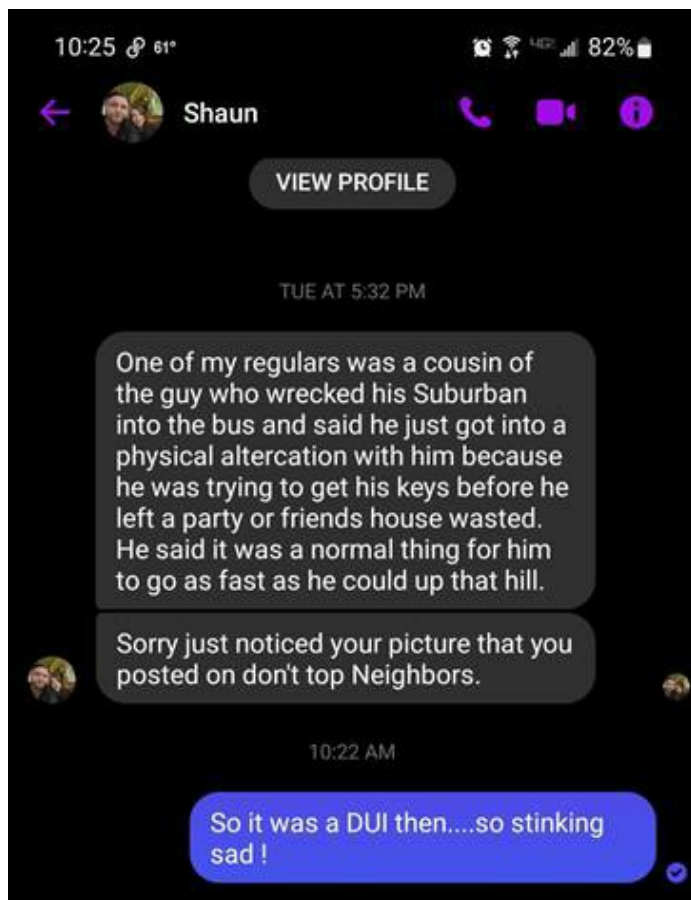 10:25 61°
82%
Shaun
VIEW PROFILE
TUE AT 5:32 PM
One of my regulars was a cousin of
the guy who wrecked his Suburban
into the bus and said he just got into a
physical altercation with him because
he was trying to get his keys before he
left a party or friends house wasted.
He said it was a normal thing for him
to go as fast as he could up that hill.
Sorry just noticed your picture that you
posted on don't top Neighbors.
10:22 AM
So it was a DUI then....so stinking
sad !